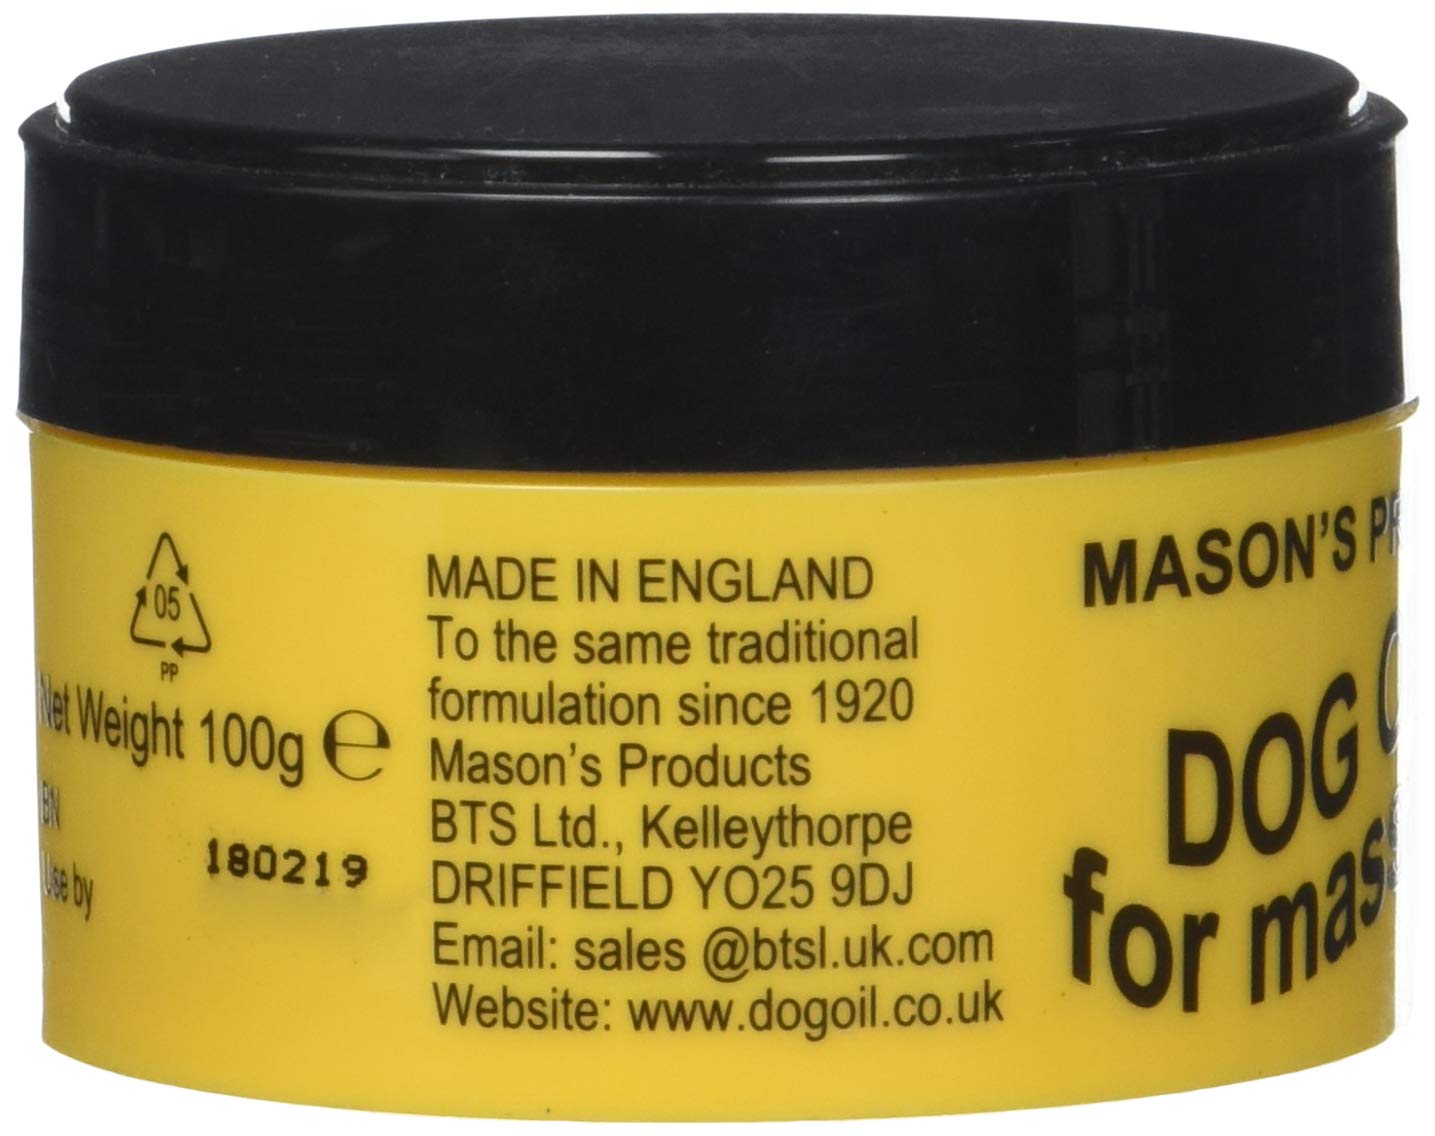 05
PP
Net Weight 100g ℮
BN
180219
Use by
MADE IN ENGLAND
To the same traditional
formulation since 1920
Mason's Products
BTS Ltd., Kelleythorpe
DRIFFIELD YO25 9DJ
Email: sales @btsl.uk.com
Website: www.dogoil.co.uk
MASON'S
DOG
for